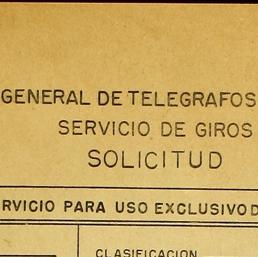 GENERAL DE TELEGRAFOS
SERVICIO DE GIROS
SOLICITUD
RVICIO PARA USO EXCLUSIVO D
CLASIFICACION